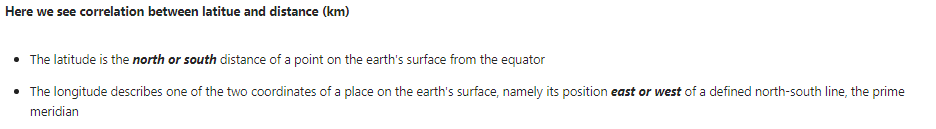 Here we see correlation between latitue and distance (km)
• The latitude is the north or south distance of a point on the earth's surface from the equator
• The longitude describes one of the two coordinates of a place on the earth's surface, namely its position east or west of a defined north-south line, the prime
meridian